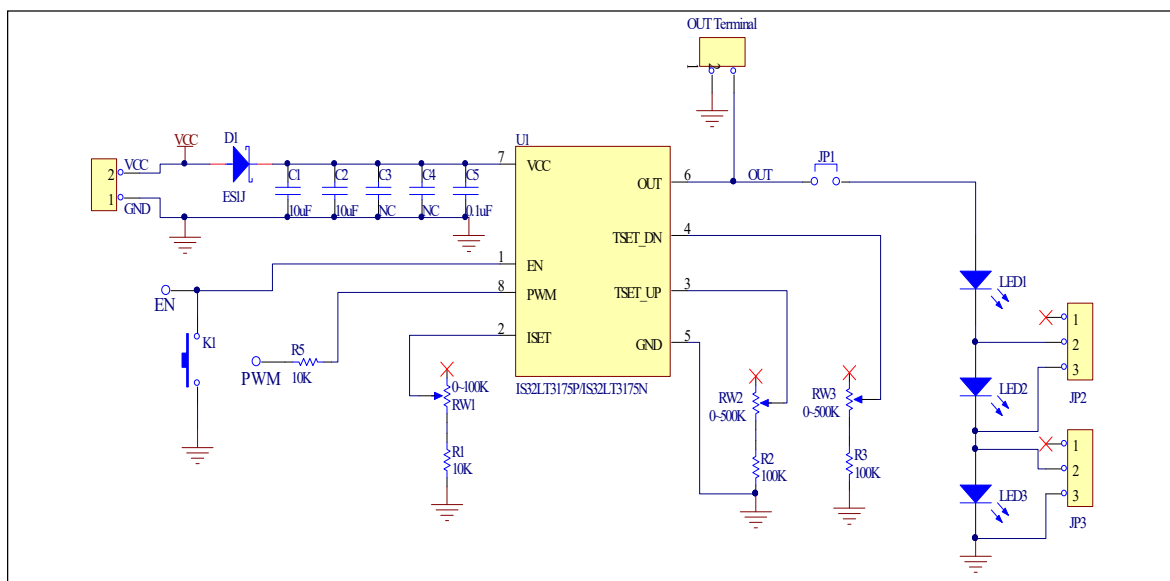 OUT Terminal
1
2
U1
VCC
D1
2
VCC
7
VCC
JP1
C1
C2
C3
C4
C5
OUT
6
OUT
ES1J
1
GND
10uF
10uF
NC
NC
0.1uF
TSET_DN
4
1
EN
LED1
TSET_UP
3
8
PWM
EN
1
2
ISET
K1
R5
GND
5
2
PWM
10K
3
0~100K
IS32LT3175P/IS32LT3175N
LED2
RW1
RW2
RW3
JP2
0~500K
0~500K
1
R1
R2
R3
2
10K
100K
100K
3
LED3
JP3